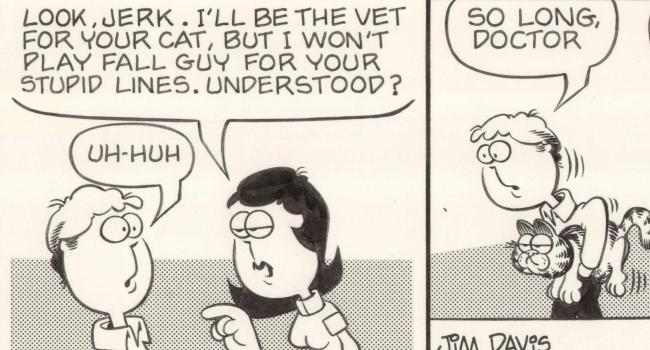 LOOK, JERK. I'LL BE THE VET
FOR YOUR CAT, BUT I WON'T
PLAY FALL GUY FOR YOUR
STUPID LINES. UNDERSTOOD?
UH-HUH
SO LONG,
DOCTOR
JIM DAVIS